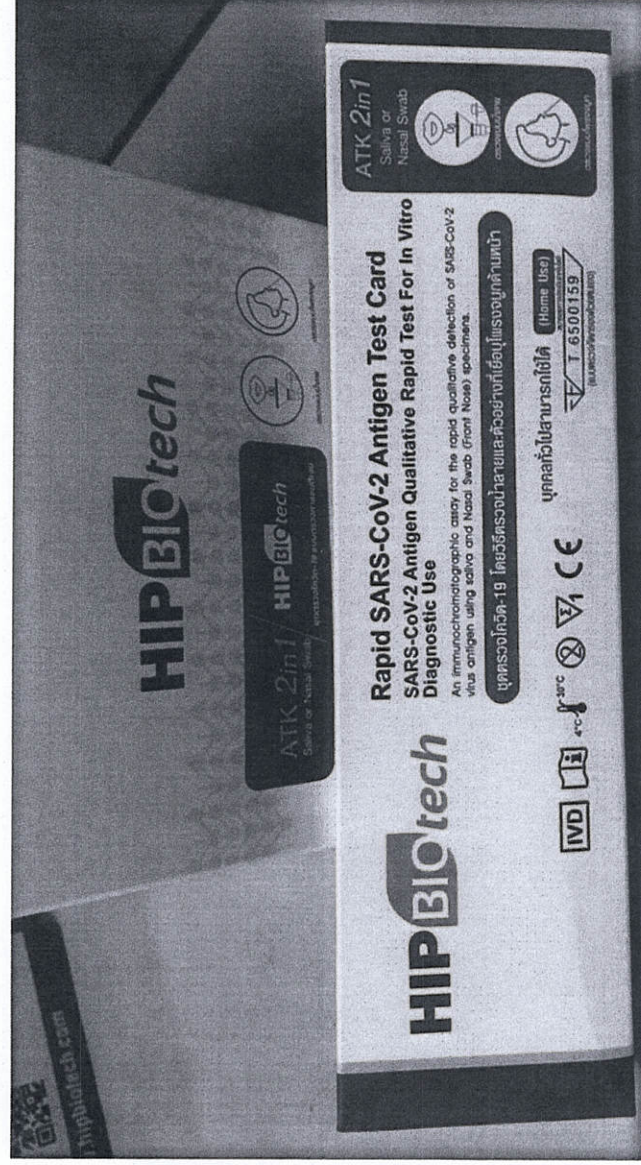 HIPBIOtech
ATK 2in1
Saliva or Nasal Swab
HIPBIOtech
HIPBIOtech
Rapid SARS-CoV-2 Antigen Test Card
SARS-CoV-2 Antigen Qualitative Rapid Test For In Vitro
Diagnostic Use
An immunochromatographic assay for the rapid qualitative detection of SARS-CoV-2
virus antigen using saliva and Nasal Swab (Front Nose) specimens.
ชุดตรวจโควิด-19 โดยวิธีตรวจน้ำลายและตัวอย่างที่เยื่อบุโพรงจมูกด้านหน้า
บุคคลทั่วไปสามารถใช้ได้ (Home Use)
IVD
4°C
30°C
2
Σ 1
CE
T 6500159
ATK 2in1
Saliva or
Nasal Swab